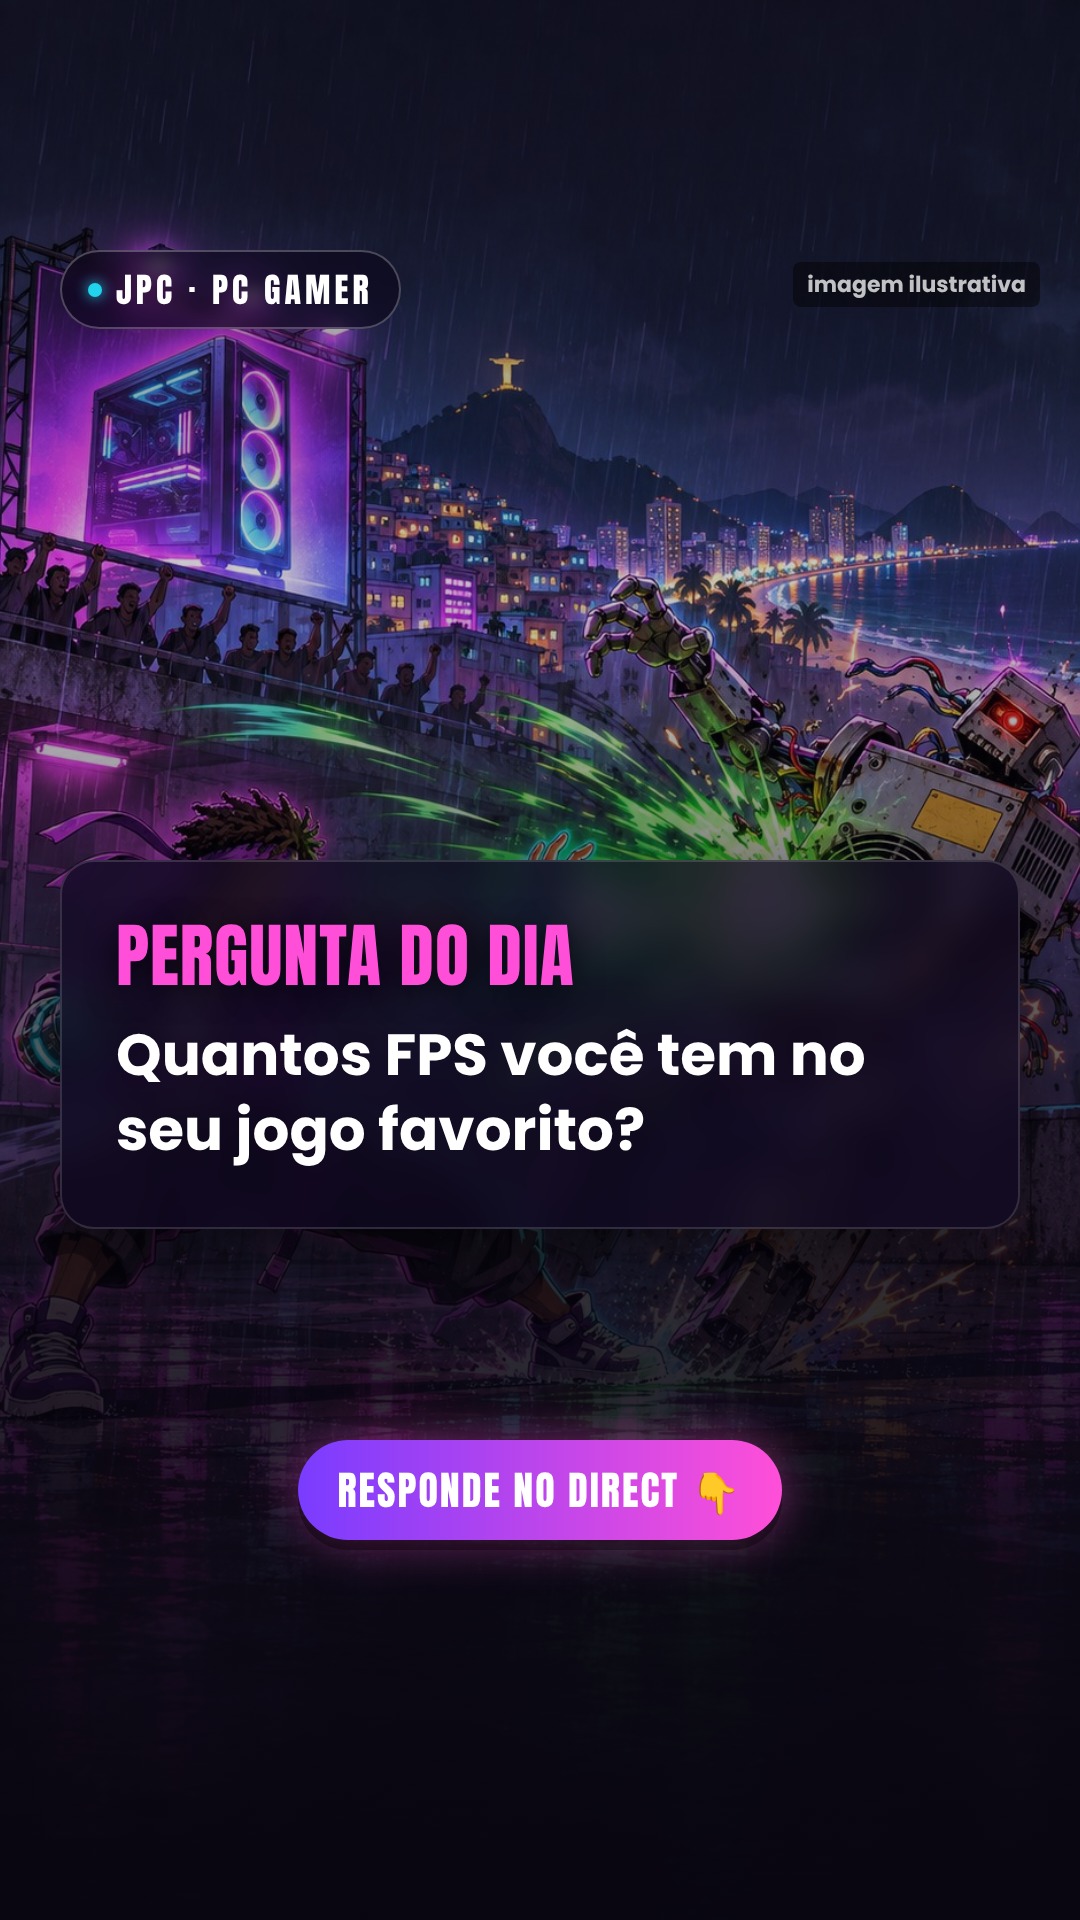 JPC · PC GAMER
imagem ilustrativa
PERGUNTA DO DIA
Quantos FPS você tem no
seu jogo favorito?
RESPONDE NO DIRECT 👇